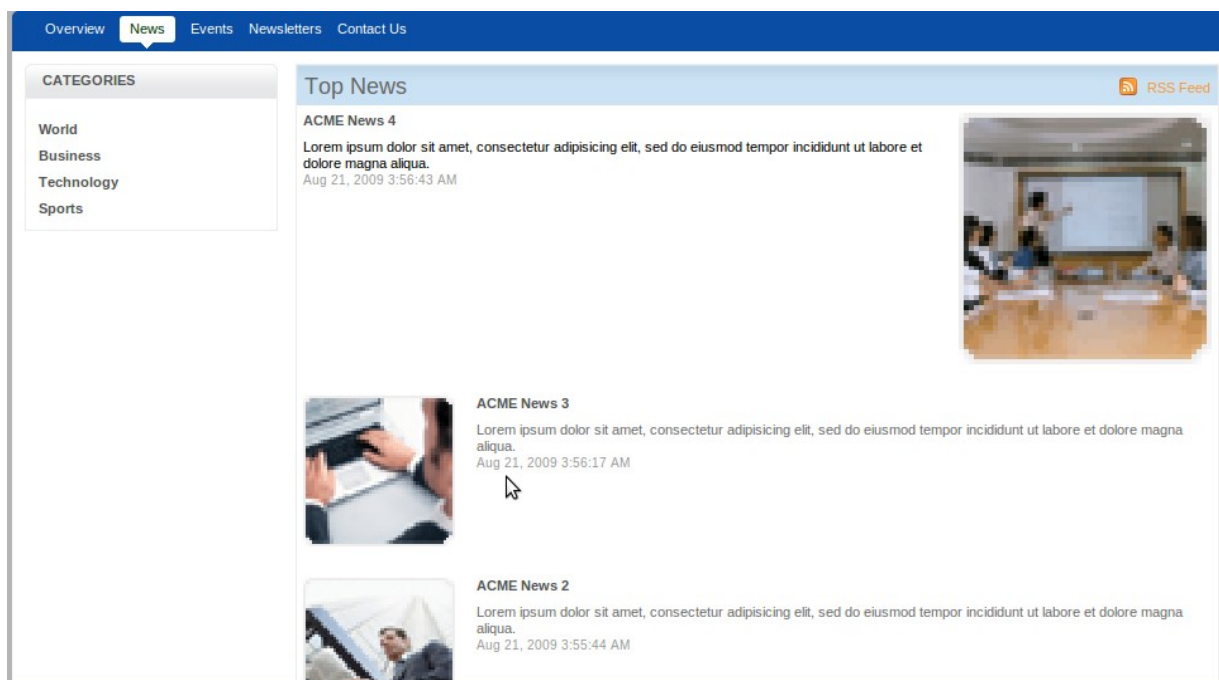 Overview News Events Newsletters Contact Us
CATEGORIES
World
Business
Technology
Sports
Top News
RSS Feed
ACME News 4
Lorem ipsum dolor sit amet, consectetur adipisicing elit, sed do eiusmod tempor incididunt ut labore et
dolore magna aliqua.
Aug 21, 2009 3:56:43 AM
ACME News 3
Lorem ipsum dolor sit amet, consectetur adipisicing elit, sed do eiusmod tempor incididunt ut labore et dolore magna
aliqua.
Aug 21, 2009 3:56:17 AM
ACME News 2
Lorem ipsum dolor sit amet, consectetur adipisicing elit, sed do eiusmod tempor incididunt ut labore et dolore magna
aliqua.
Aug 21, 2009 3:55:44 AM